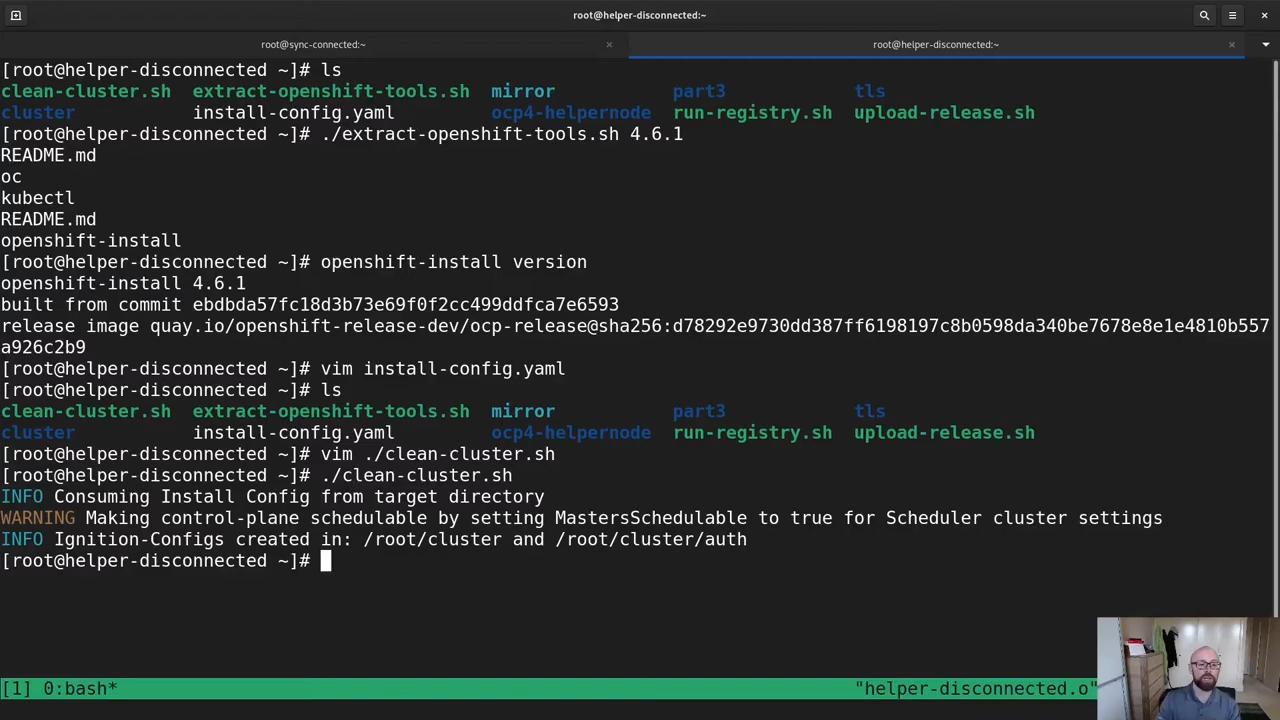 root@helper-disconnected:~
root@sync-connected:~
root@helper-disconnected:~
[root@helper-disconnected ~]# ls
clean-cluster.sh extract-openshift-tools.sh mirror part3 tls
cluster install-config.yaml ocp4-helpernode run-registry.sh upload-release.sh
[root@helper-disconnected ~]# ./extract-openshift-tools.sh 4.6.1
README.md
oc
kubectl
README.md
openshift-install
[root@helper-disconnected ~]# openshift-install version
openshift-install 4.6.1
built from commit ebdbda57fc18d3b73e69f0f2cc499ddfca7e6593
release image quay.io/openshift-release-dev/ocp-release@sha256:d78292e9730dd387ff6198197c8b0598da340be7678e8e1e4810b557
a926c2b9
[root@helper-disconnected ~]# vim install-config.yaml
[root@helper-disconnected ~]# ls
clean-cluster.sh extract-openshift-tools.sh mirror part3 tls
cluster install-config.yaml ocp4-helpernode run-registry.sh upload-release.sh
[root@helper-disconnected ~]# vim ./clean-cluster.sh
[root@helper-disconnected ~]# ./clean-cluster.sh
INFO Consuming Install Config from target directory
WARNING Making control-plane schedulable by setting MastersSchedulable to true for Scheduler cluster settings
INFO Ignition-Configs created in: /root/cluster and /root/cluster/auth
[root@helper-disconnected ~]#
[1] 0:bash* "helper-disconnected.o"